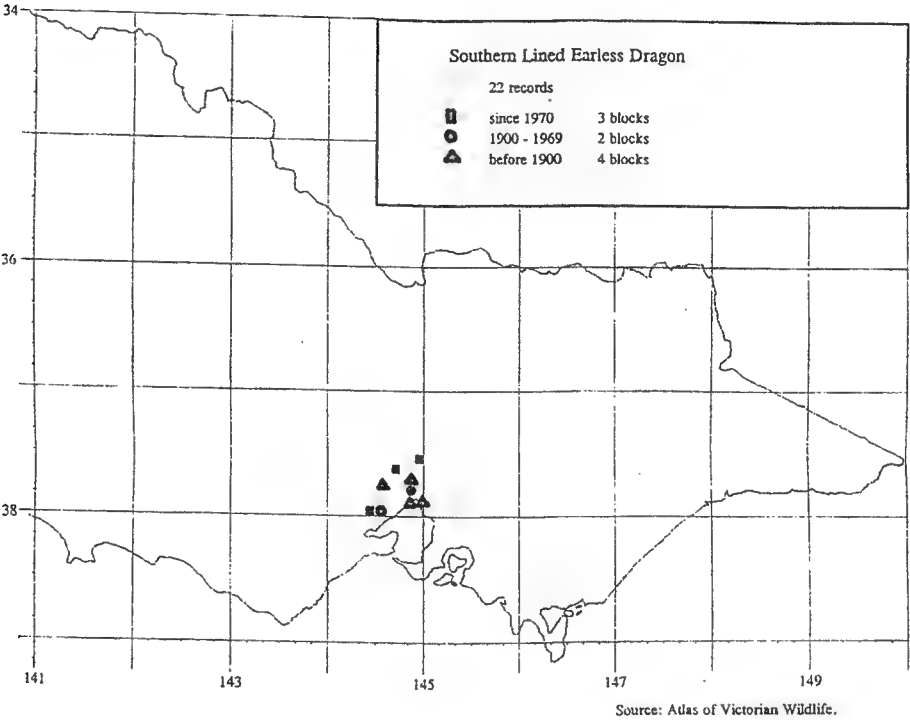 Southern Lined Earless Dragon
22 records
since 1970 3 blocks
1900 - 1969 2 blocks
before 1900 4 blocks
34
36
38
141 143 145 147 149
Source: Atlas of Victorian Wildlife.